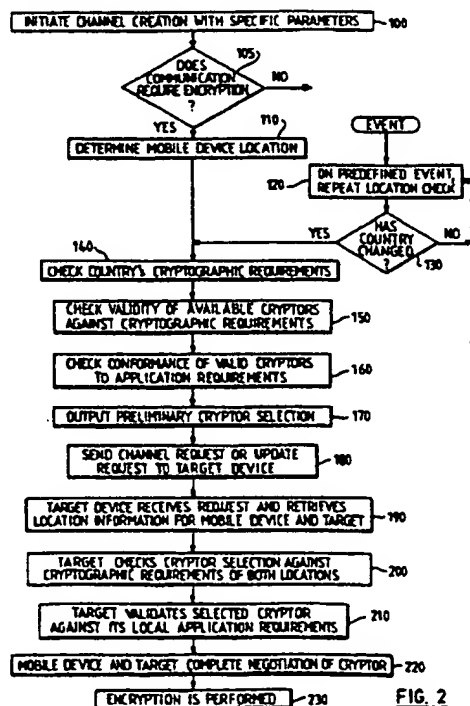 INITIATE CHANNEL CREATION WITH SPECIFIC PARAMETERS
100
DOES
COMMUNICATION
REQUIRE ENCRYPTION
?
105
NO
YES
110
DETERMINE MOBILE DEVICE LOCATION
EVENT
120
ON PREDEFINED EVENT,
REPEAT LOCATION CHECK
YES
HAS
COUNTRY
CHANGED
?
NO
130
140
CHECK COUNTRY'S CRYPTOGRAPHIC REQUIREMENTS
CHECK VALIDITY OF AVAILABLE CRYPTORS
AGAINST CRYPTOGRAPHIC REQUIREMENTS
150
CHECK CONFORMANCE OF VALID CRYPTORS
TO APPLICATION REQUIREMENTS
160
OUTPUT PRELIMINARY CRYPTOR SELECTION
170
SEND CHANNEL REQUEST OR UPDATE
REQUEST TO TARGET DEVICE
180
TARGET DEVICE RECEIVES REQUEST AND RETRIEVES
LOCATION INFORMATION FOR MOBILE DEVICE AND TARGET
190
TARGET CHECKS CRYPTOR SELECTION AGAINST
CRYPTOGRAPHIC REQUIREMENTS OF BOTH LOCATIONS
200
TARGET VALIDATES SELECTED CRYPTOR
AGAINST ITS LOCAL APPLICATION REQUIREMENTS
210
MOBILE DEVICE AND TARGET COMPLETE NEGOTIATION OF CRYPTOR
220
ENCRYPTION IS PERFORMED
230
FIG. 2